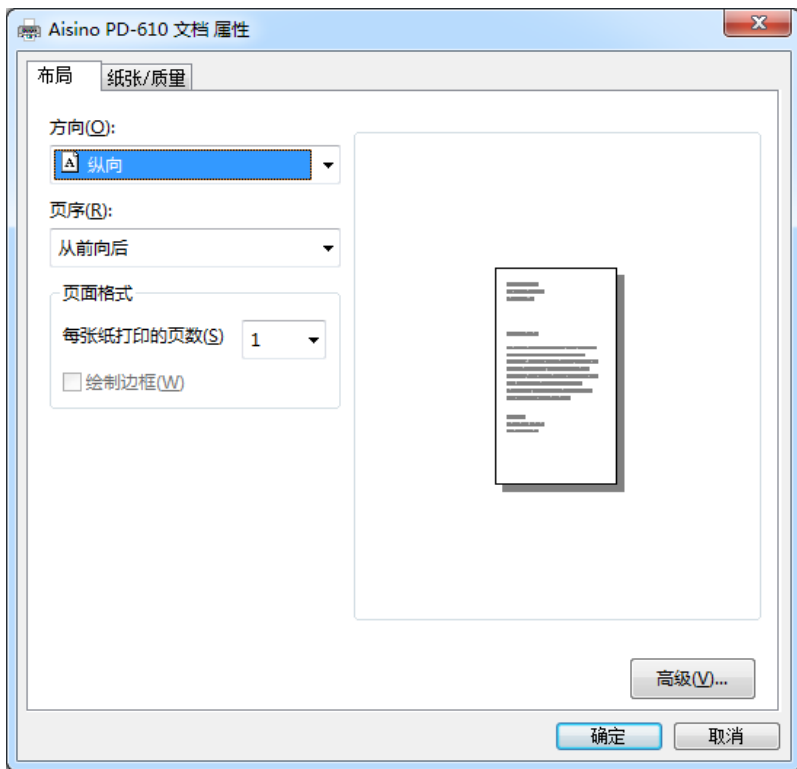 Aisino PD-610 文档 属性
布局
纸张/质量
方向(O):
纵向
页序(R):
从前向后
页面格式
每张纸打印的页数(S)
1
绘制边框(W)
高级(V)...
确定
取消